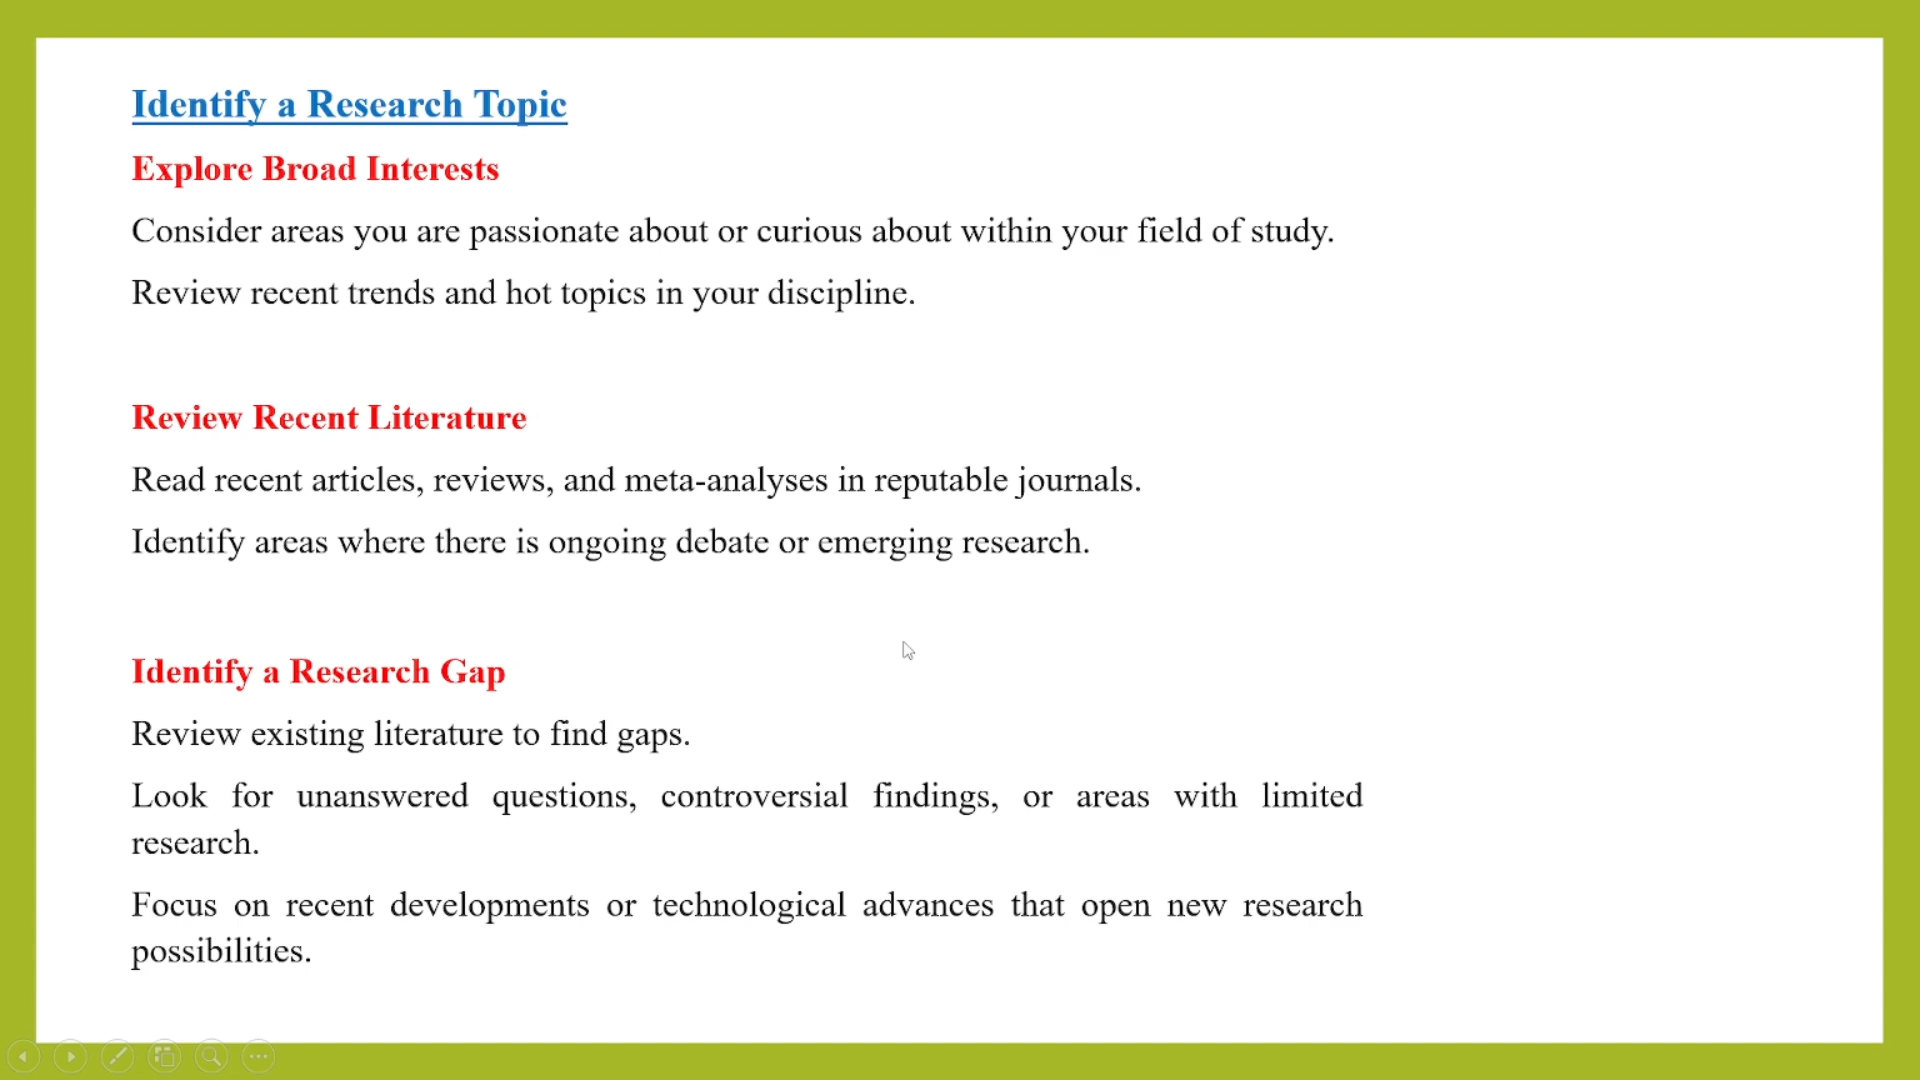 Identify a Research Topic
Explore Broad Interests
Consider areas you are passionate about or curious about within your field of study.
Review recent trends and hot topics in your discipline.
Review Recent Literature
Read recent articles, reviews, and meta-analyses in reputable journals.
Identify areas where there is ongoing debate or emerging research.
Identify a Research Gap
Review existing literature to find gaps.
Look for unanswered questions, controversial findings, or areas with limited
research.
Focus on recent developments or technological advances that open new research
possibilities.